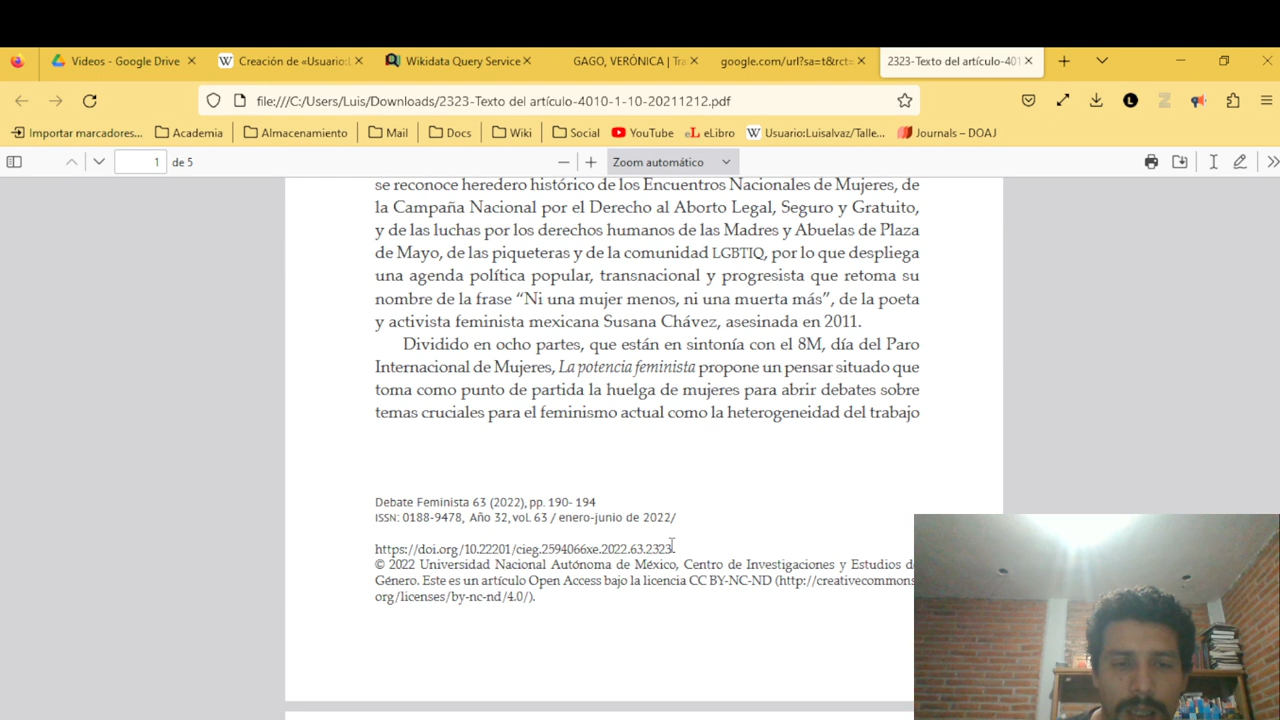 Videos - Google Drive
Creación de «Usuario:
Wikidata Query Service
GAGO, VERÓNICA | Tra
google.com/url?sa=t&rct=
2323-Texto del artículo-401
file:///C:/Users/Luis/Downloads/2323-Texto del artículo-4010-1-10-20211212.pdf
Importar marcadores...
Academia
Almacenamiento
Mail
Docs
Wiki
Social
YouTube
eLibro
Usuario:Luisalvaz/Talle...
Journals – DOAJ
1 de 5
Zoom automático
se reconoce heredero histórico de los Encuentros Nacionales de Mujeres, de
la Campaña Nacional por el Derecho al Aborto Legal, Seguro y Gratuito,
y de las luchas por los derechos humanos de las Madres y Abuelas de Plaza
de Mayo, de las piqueteras y de la comunidad LGBTIQ, por lo que despliega
una agenda política popular, transnacional y progresista que retoma su
nombre de la frase “Ni una mujer menos, ni una muerta más”, de la poeta
y activista feminista mexicana Susana Chávez, asesinada en 2011.
Dividido en ocho partes, que están en sintonía con el 8M, día del Paro
Internacional de Mujeres, La potencia feminista propone un pensar situado que
toma como punto de partida la huelga de mujeres para abrir debates sobre
temas cruciales para el feminismo actual como la heterogeneidad del trabajo
Debate Feminista 63 (2022), pp. 190- 194
ISSN: 0188-9478, Año 32, vol. 63 / enero-junio de 2022/
https://doi.org/10.22201/cieg.2594066xe.2022.63.2323.
© 2022 Universidad Nacional Autónoma de México, Centro de Investigaciones y Estudios d
Género. Este es un artículo Open Access bajo la licencia CC BY-NC-ND (http://creativecommons
org/licenses/by-nc-nd/4.0/).